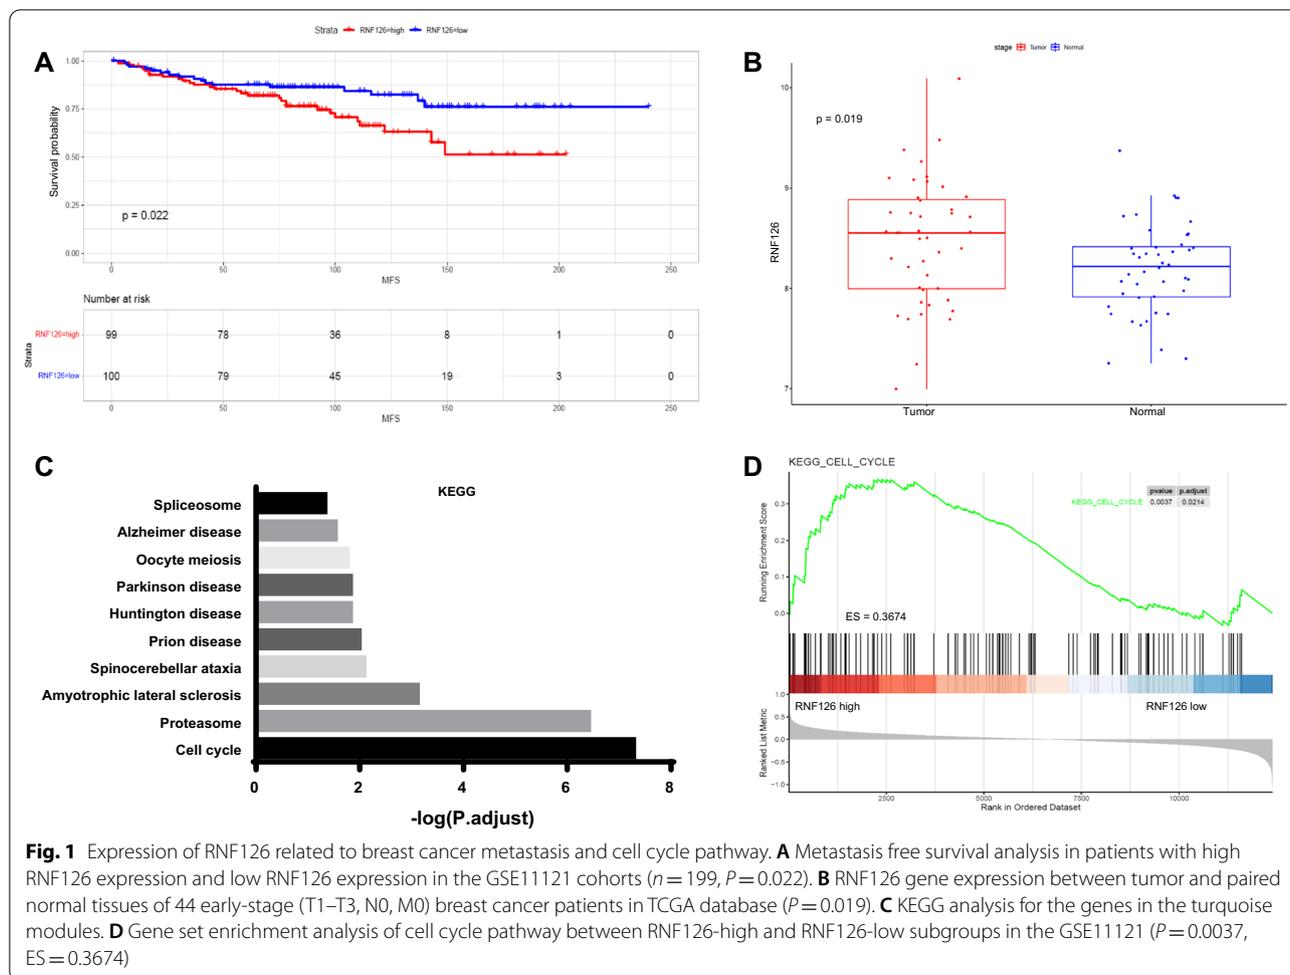 A
Strata RNF126=high RNF126=low
Survival probability
1.00
0.75
0.50
0.25
0.00
p = 0.022
0 50 100 150 200 250
MFS
Number at risk
Strata
RNF126=high 99 78 36 8 1 0
RNF126=low 100 79 45 19 3 0
0 50 100 150 200 250
MFS
B
stage Tumor Normal
p = 0.019
RNF126
10
9
8
7
Tumor Normal
C
KEGG
Spliceosome
Alzheimer disease
Oocyte meiosis
Parkinson disease
Huntington disease
Prion disease
Spinocerebellar ataxia
Amyotrophic lateral sclerosis
Proteasome
Cell cycle
0 2 4 6 8
-log(P.adjust)
D
KEGG_CELL_CYCLE
pvalue p.adjust
KEGG_CELL_CYCLE 0.0037 0.0214
Running Enrichment Score
0.3
0.2
0.1
0.0
ES = 0.3674
RNF126 high RNF126 low
Ranked List Metric
1.0
0.5
0.0
−0.5
−1.0
2500 5000 7500 10000
Rank in Ordered Dataset
Fig. 1 Expression of RNF126 related to breast cancer metastasis and cell cycle pathway. A Metastasis free survival analysis in patients with high
RNF126 expression and low RNF126 expression in the GSE11121 cohorts (n = 199, P = 0.022). B RNF126 gene expression between tumor and paired
normal tissues of 44 early-stage (T1–T3, N0, M0) breast cancer patients in TCGA database (P = 0.019). C KEGG analysis for the genes in the turquoise
modules. D Gene set enrichment analysis of cell cycle pathway between RNF126-high and RNF126-low subgroups in the GSE11121 (P = 0.0037,
ES = 0.3674)